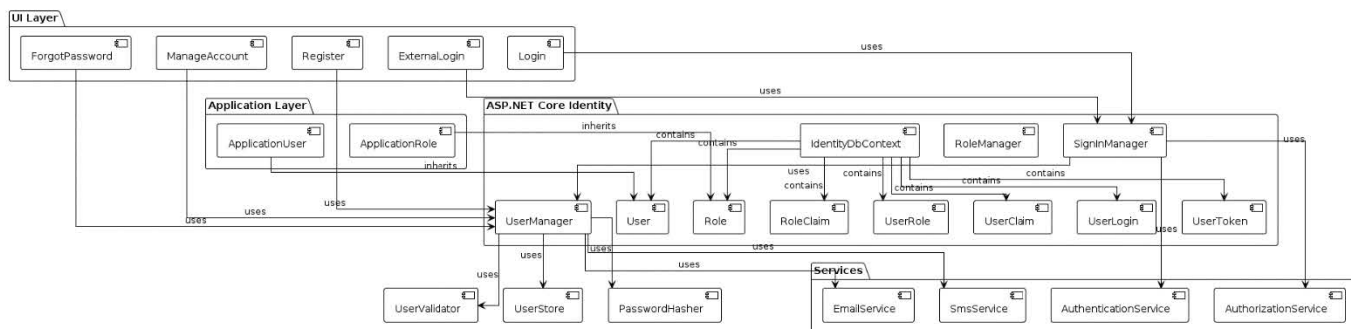 UI Layer
ForgotPassword
ManageAccount
Register
ExternalLogin
Login
uses
uses
Application Layer
ApplicationUser
ApplicationRole
ASP.NET Core Identity
inherits
contains
contains
IdentityDbContext
RoleManager
SignInManager
uses
inherits
uses
contains
contains
contains
contains
contains
uses
uses
uses
UserManager
User
Role
RoleClaim
UserRole
UserClaim
UserLogin
UserToken
uses
uses
uses
uses
uses
uses
Services
UserValidator
UserStore
PasswordHasher
EmailService
SmsService
AuthenticationService
AuthorizationService